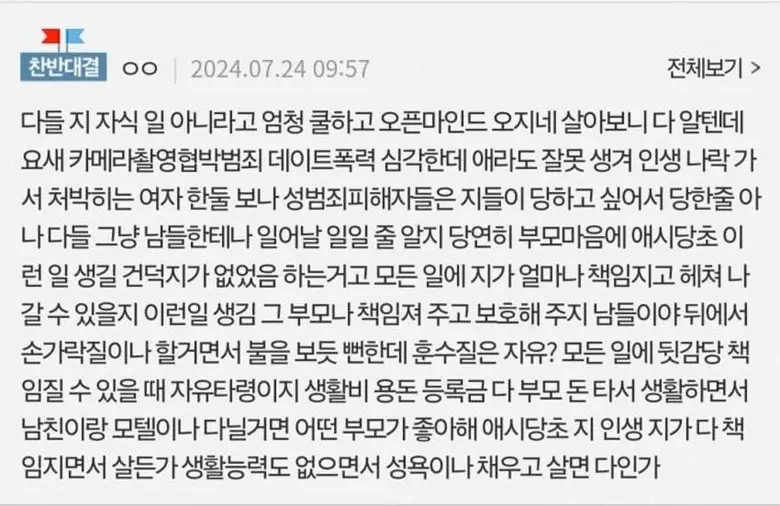 찬반대결 ㅇㅇ | 2024.07.24 09:57 전체보기 >
다들 지 자식 일 아니라고 엄청 쿨하고 오픈마인드 오지네 살아보니 다 알텐데
요새 카메라촬영협박범죄 데이트폭력 심각한데 애라도 잘못 생겨 인생 나락 가
서 처박히는 여자 한둘 보나 성범죄피해자들은 지들이 당하고 싶어서 당한줄 아
나 다들 그냥 남들한테나 일어날 일일 줄 알지 당연히 부모마음에 애시당초 이
런 일 생길 건덕지가 없었음 하는거고 모든 일에 지가 얼마나 책임지고 헤쳐 나
갈 수 있을지 이런일 생김 그 부모나 책임져 주고 보호해 주지 남들이야 뒤에서
손가락질이나 할거면서 불을 보듯 뻔한데 훈수질은 자유? 모든 일에 뒷감당 책
임질 수 있을 때 자유타령이지 생활비 용돈 등록금 다 부모 돈 타서 생활하면서
남친이랑 모텔이나 다닐거면 어떤 부모가 좋아해 애시당초 지 인생 지가 다 책
임지면서 살든가 생활능력도 없으면서 성욕이나 채우고 살면 다인가